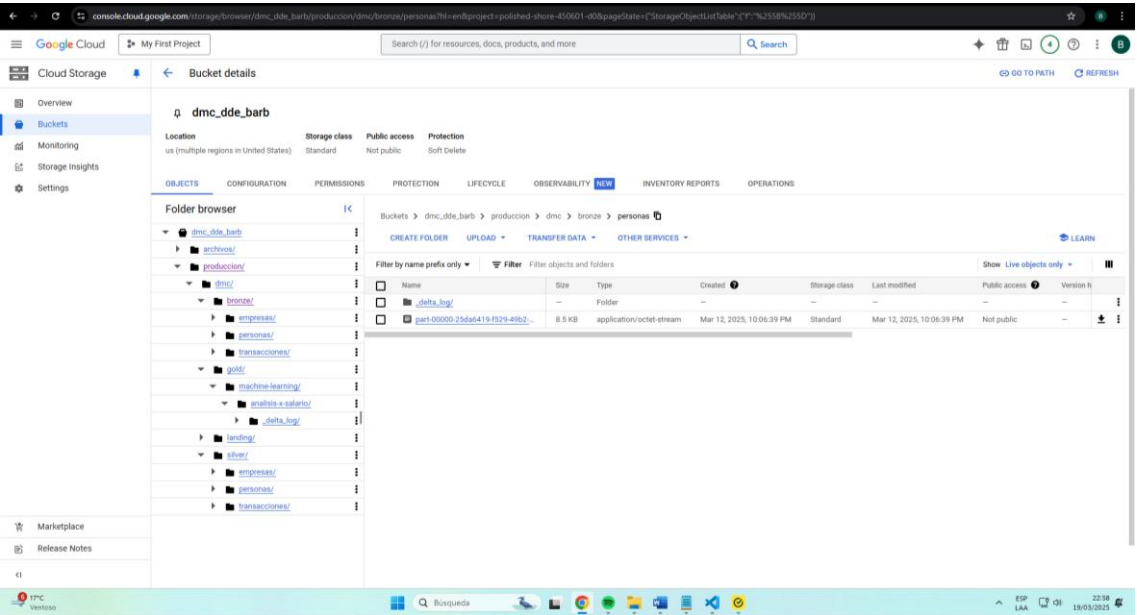 console.cloud.google.com/storage/browser/dmc_dde_barb/produccion/dmc/bronze/personas?hl=en&project=polished-shore-450601-d0&pageState=("StorageObjectListTable":("f":"%255B%255D"))
Google Cloud My First Project Search (/) for resources, docs, products, and more Search 4 B
Cloud Storage Bucket details GO TO PATH REFRESH
Overview
Buckets
Monitoring
Storage Insights
Settings
Marketplace
Release Notes
dmc_dde_barb
Location Storage class Public access Protection
us (multiple regions in United States) Standard Not public Soft Delete
OBJECTS CONFIGURATION PERMISSIONS PROTECTION LIFECYCLE OBSERVABILITY NEW INVENTORY REPORTS OPERATIONS
Folder browser
dmc_dde_barb
archivos/
produccion/
dmc/
bronze/
empresas/
personas/
transacciones/
gold/
machine-learning/
analisis-x-salario/
_delta_log/
landing/
silver/
empresas/
personas/
transacciones/
Buckets > dmc_dde_barb > produccion > dmc > bronze > personas
CREATE FOLDER UPLOAD TRANSFER DATA OTHER SERVICES LEARN
Filter by name prefix only Filter Filter objects and folders Show Live objects only
Name Size Type Created Storage class Last modified Public access Version h
_delta_log/ — Folder — — — — —
part-00000-25da6419-f529-49b2-... 8.5 KB application/octet-stream Mar 12, 2025, 10:06:39 PM Standard Mar 12, 2025, 10:06:39 PM Not public —
17°C
Ventoso
Búsqueda
ESP
LAA
22:58
19/03/2025